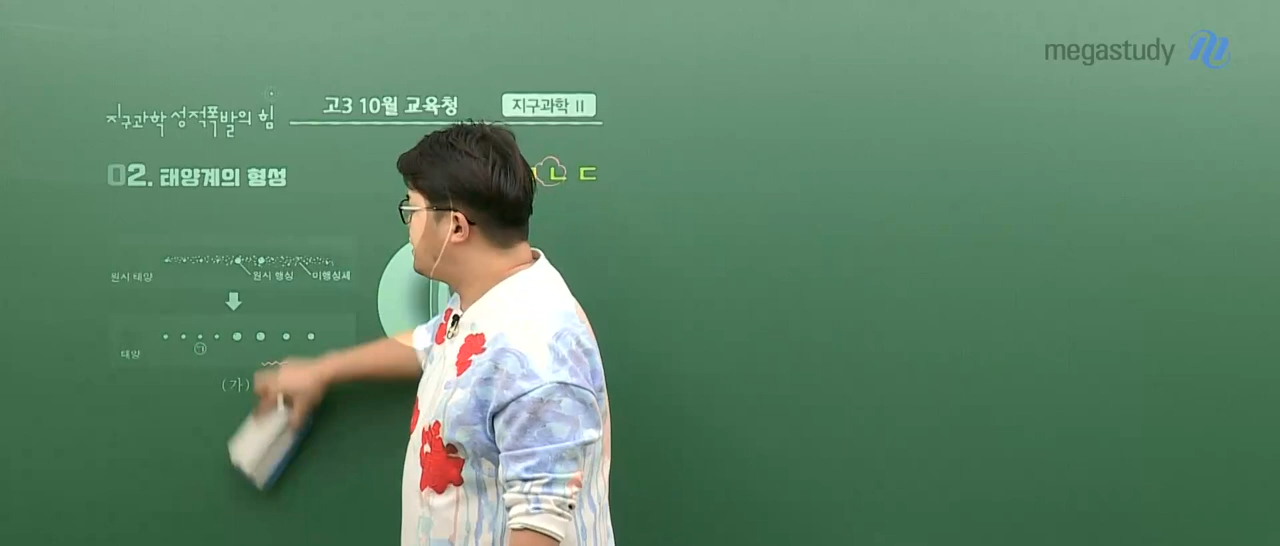 megastudy
지구과학 성적폭발의 힘 고3 10월 교육청 지구과학 II
02. 태양계의 형성
ㄴ ㄷ
원시 태양 원시 행성 미행성체
태양
(가)